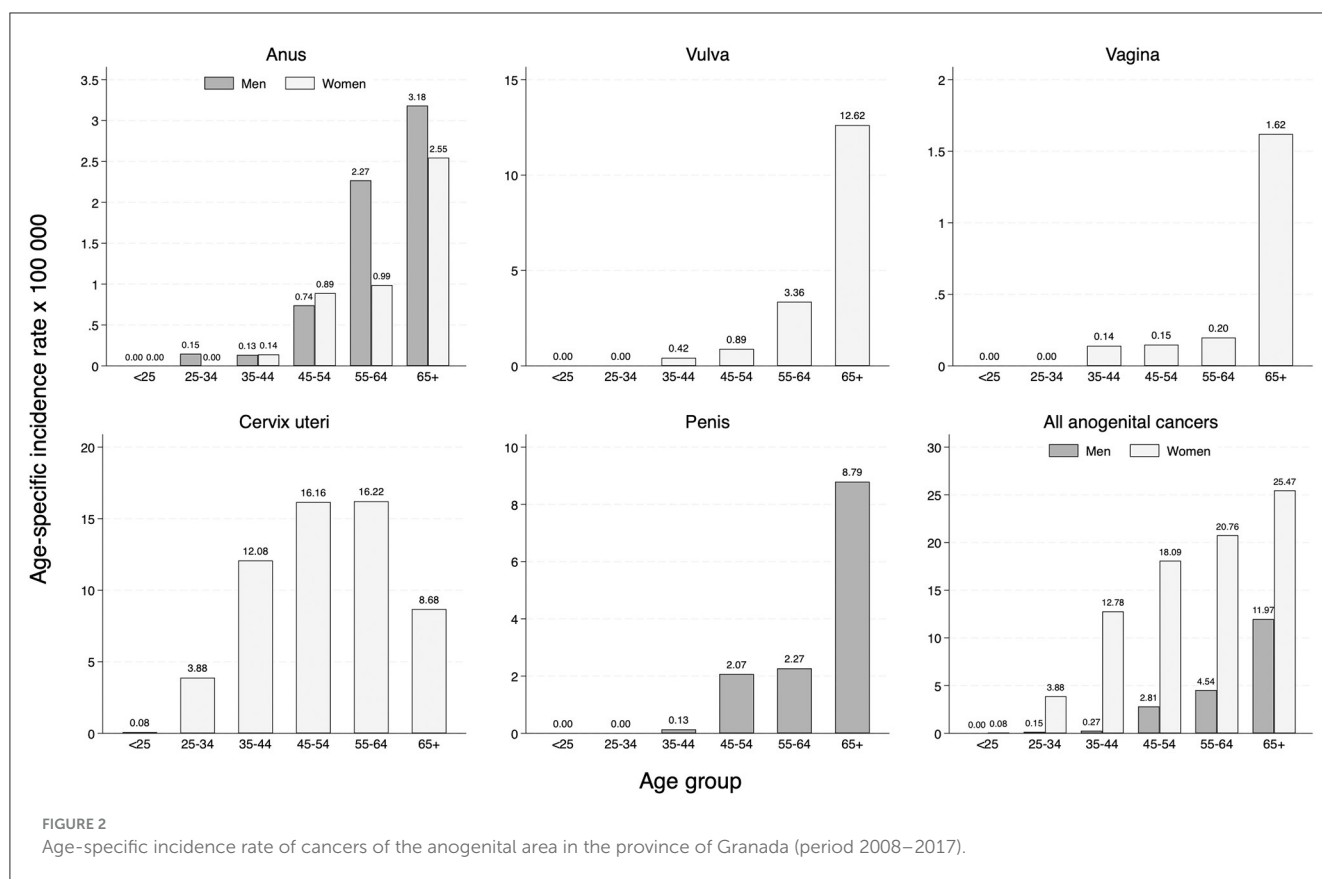 Age-specific incidence rate x 100 000
Anus
Men Women
3.5
3
2.5
2
1.5
1
.5
0
0.00 0.00 0.15 0.00 0.13 0.14 0.74 0.89 2.27 0.99 3.18 2.55
<25 25-34 35-44 45-54 55-64 65+
Vulva
15
10
5
0
0.00 0.00 0.42 0.89 3.36 12.62
<25 25-34 35-44 45-54 55-64 65+
Vagina
2
1.5
1
.5
0
0.00 0.00 0.14 0.15 0.20 1.62
<25 25-34 35-44 45-54 55-64 65+
Cervix uteri
20
15
10
5
0
0.08 3.88 12.08 16.16 16.22 8.68
<25 25-34 35-44 45-54 55-64 65+
Penis
10
8
6
4
2
0
0.00 0.00 0.13 2.07 2.27 8.79
<25 25-34 35-44 45-54 55-64 65+
All anogenital cancers
Men Women
30
25
20
15
10
5
0
0.00 0.08 0.15 3.88 0.27 12.78 2.81 18.09 4.54 20.76 11.97 25.47
<25 25-34 35-44 45-54 55-64 65+
Age group
FIGURE 2
Age-specific incidence rate of cancers of the anogenital area in the province of Granada (period 2008–2017).